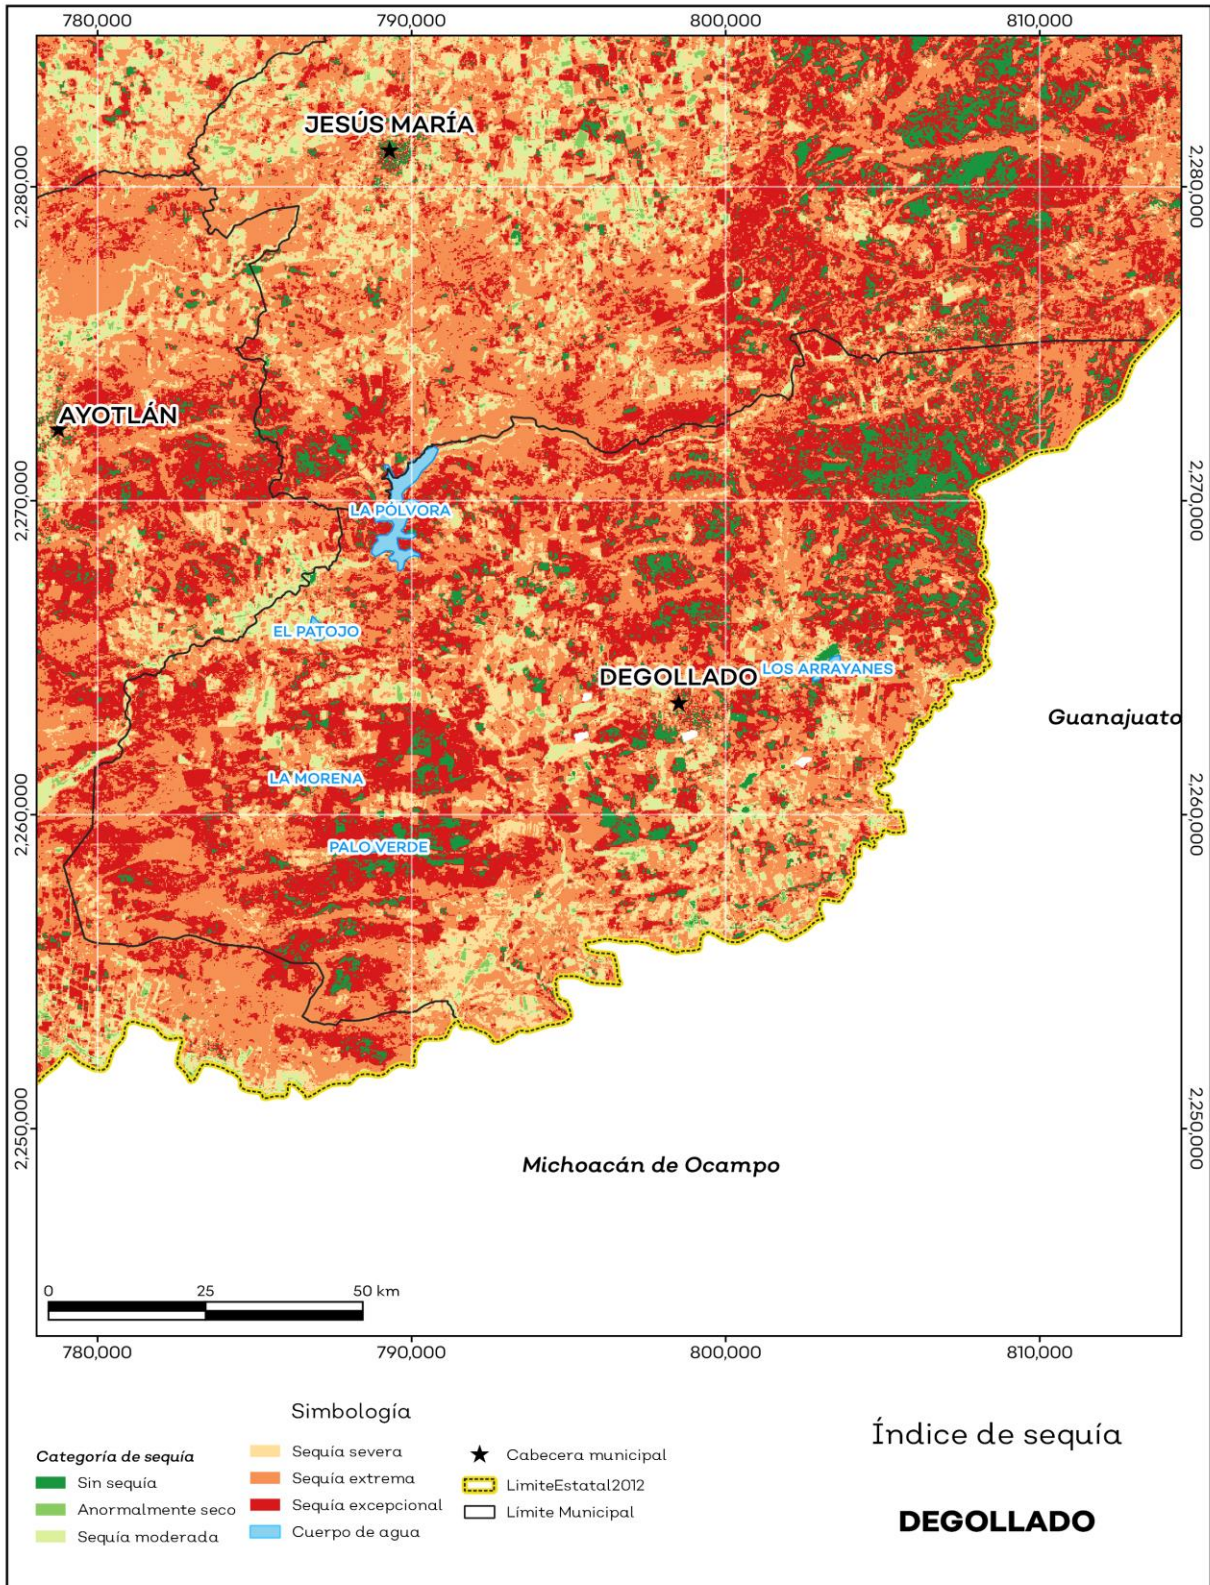 780,000
790,000
800,000
810,000
JESÚS MARÍA
2,280,000
2,280,000
AYOTLÁN
2,270,000
2,270,000
LA PÓLVORA
EL PATOJO
DEGOLLADO
LOS ARRAYANES
Guanajuato
LA MORENA
2,260,000
2,260,000
PALO VERDE
2,250,000
2,250,000
Michoacán de Ocampo
0
25
50 km
780,000
790,000
800,000
810,000
Simbología
Categoría de sequía
Sin sequía
Anormalmente seco
Sequía moderada
Sequía severa
Sequía extrema
Sequía excepcional
Cuerpo de agua
Cabecera municipal
LimiteEstatal2012
Límite Municipal
Índice de sequía
DEGOLLADO